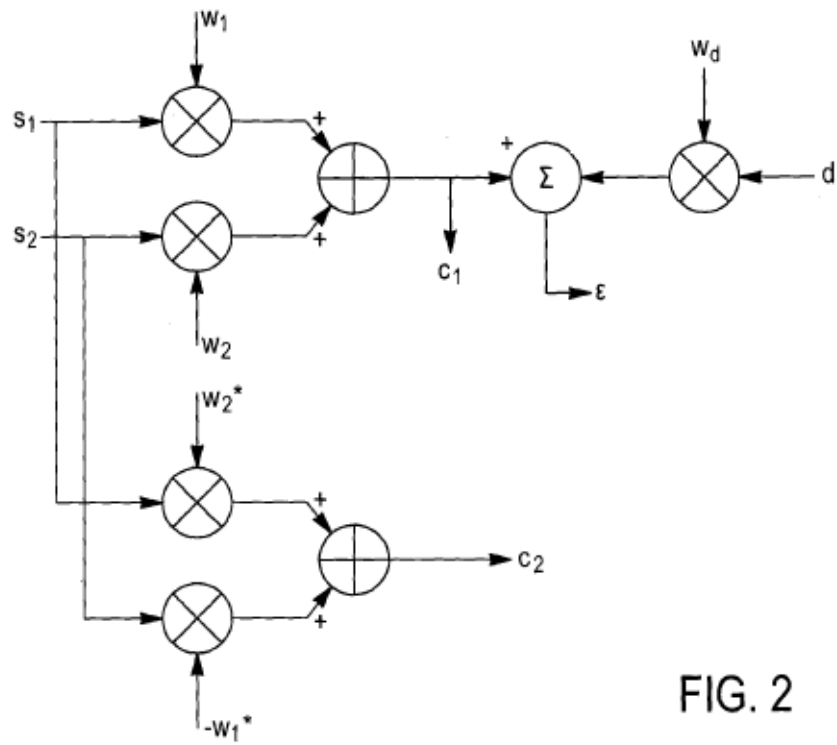 w1
wd
s1
+
+
Σ
d
s2
+
c1
ε
w2
w2*
+
c2
+
-w1*
FIG. 2